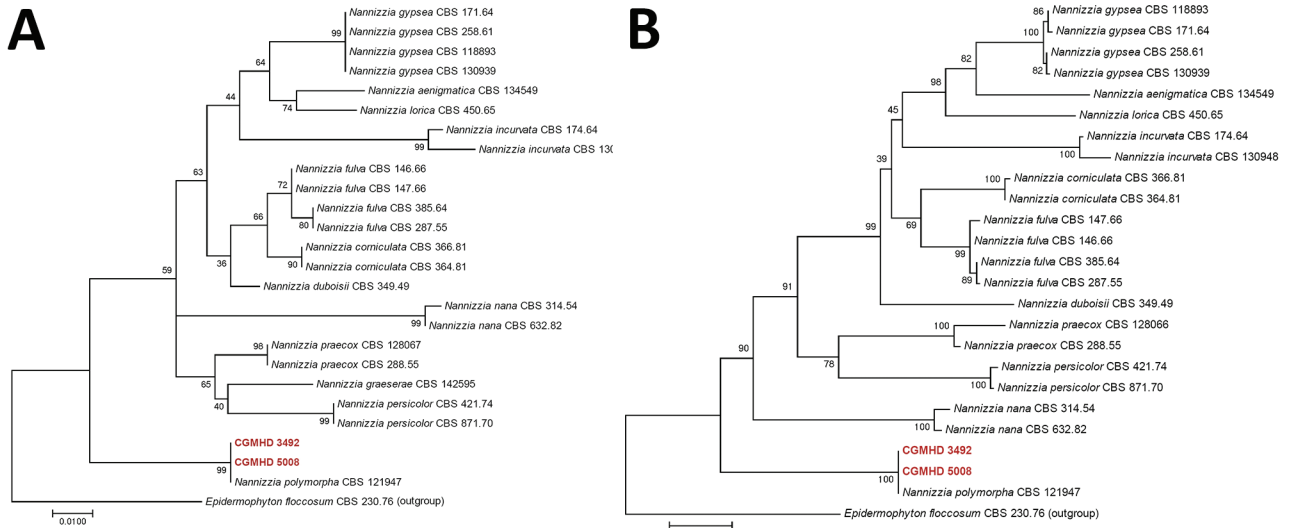 A
99
Nannizzia gypsea CBS 171.64
Nannizzia gypsea CBS 258.61
Nannizzia gypsea CBS 118893
Nannizzia gypsea CBS 130939
64
74
Nannizzia aenigmatica CBS 134549
Nannizzia lorica CBS 450.65
44
99
Nannizzia incurvata CBS 174.64
Nannizzia incurvata CBS
63
72
Nannizzia fulva CBS 146.66
Nannizzia fulva CBS 147.66
Nannizzia fulva CBS 385.64
80
Nannizzia fulva CBS 287.55
66
Nannizzia corniculata CBS 366.81
90
Nannizzia corniculata CBS 364.81
36
Nannizzia duboisii CBS 349.49
59
Nannizzia nana CBS 314.54
99
Nannizzia nana CBS 632.82
98
Nannizzia praecox CBS 128067
Nannizzia praecox CBS 288.55
65
Nannizzia graeserae CBS 142595
40
Nannizzia persicolor CBS 421.74
99
Nannizzia persicolor CBS 871.70
CGMHD 3492
CGMHD 5008
99
Nannizzia polymorpha CBS 121947
Epidermophyton floccosum CBS 230.76 (outgroup)
0.0100
B
86
Nannizzia gypsea CBS 118893
100
Nannizzia gypsea CBS 171.64
Nannizzia gypsea CBS 258.61
82
Nannizzia gypsea CBS 130939
82
Nannizzia aenigmatica CBS 134549
98
Nannizzia lorica CBS 450.65
45
Nannizzia incurvata CBS 174.64
100
Nannizzia incurvata CBS 130948
39
100
Nannizzia corniculata CBS 366.81
Nannizzia corniculata CBS 364.81
69
Nannizzia fulva CBS 147.66
Nannizzia fulva CBS 146.66
99
Nannizzia fulva CBS 385.64
89
Nannizzia fulva CBS 287.55
99
Nannizzia duboisii CBS 349.49
91
100
Nannizzia praecox CBS 128066
Nannizzia praecox CBS 288.55
78
Nannizzia persicolor CBS 421.74
100
Nannizzia persicolor CBS 871.70
90
Nannizzia nana CBS 314.54
100
Nannizzia nana CBS 632.82
CGMHD 3492
CGMHD 5008
100
Nannizzia polymorpha CBS 121947
Epidermophyton floccosum CBS 230.76 (outgroup)